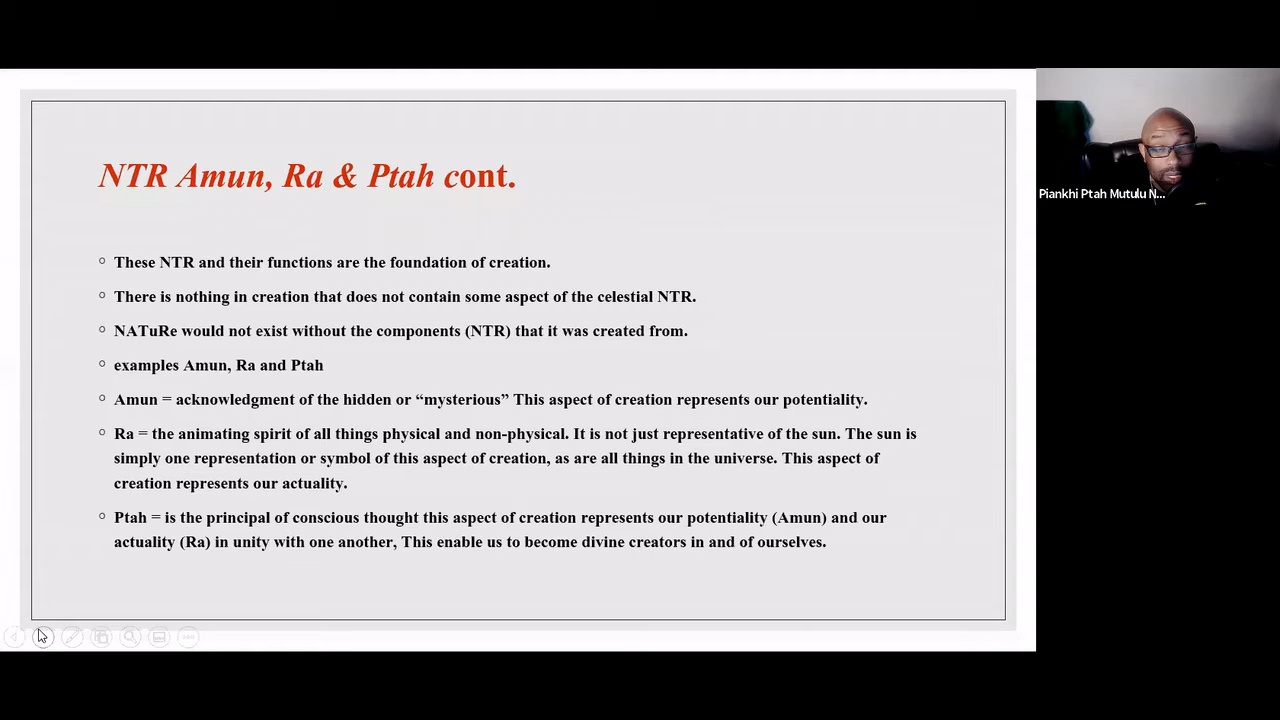 NTR Amun, Ra & Ptah cont.
These NTR and their functions are the foundation of creation.
There is nothing in creation that does not contain some aspect of the celestial NTR.
NATuRe would not exist without the components (NTR) that it was created from.
examples Amun, Ra and Ptah
Amun = acknowledgment of the hidden or “mysterious” This aspect of creation represents our potentiality.
Ra = the animating spirit of all things physical and non-physical. It is not just representative of the sun. The sun is
simply one representation or symbol of this aspect of creation, as are all things in the universe. This aspect of
creation represents our actuality.
Ptah = is the principal of conscious thought this aspect of creation represents our potentiality (Amun) and our
actuality (Ra) in unity with one another, This enable us to become divine creators in and of ourselves.
Piankhi Ptah Mutulu N...